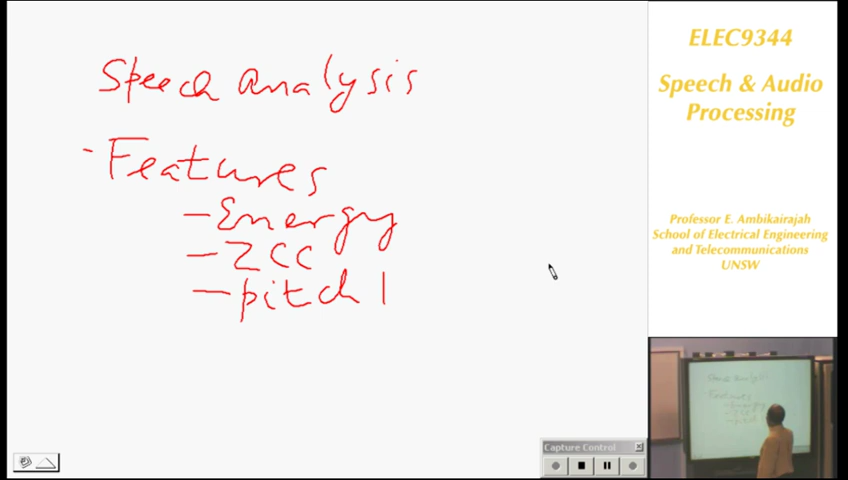 Speech Analysis
- Features
- Energy
- ZCC
- pitch |
ELEC9344
Speech & Audio
Processing
Professor E. Ambikairajah
School of Electrical Engineering
and Telecommunications
UNSW
Capture Control